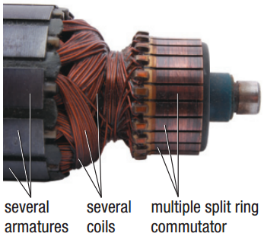 several
armatures
several
coils
multiple split ring
commutator